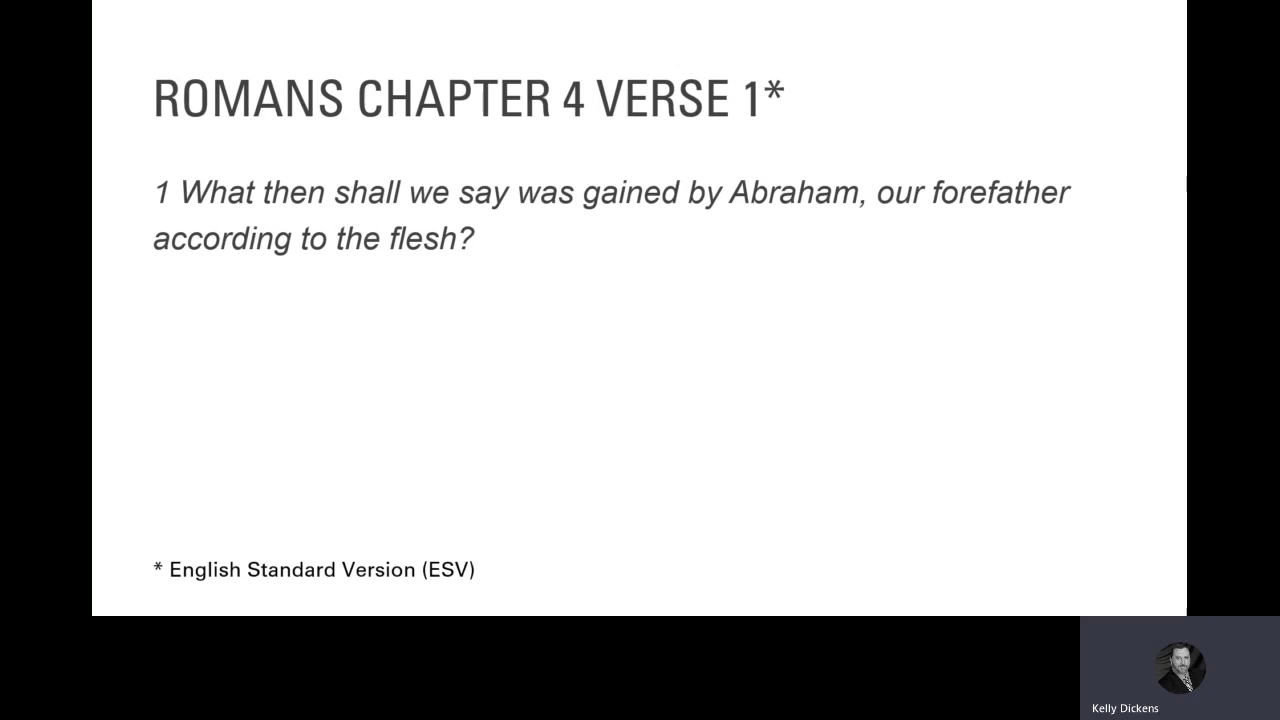 ROMANS CHAPTER 4 VERSE 1*
1 What then shall we say was gained by Abraham, our forefather
according to the flesh?
* English Standard Version (ESV)
Kelly Dickens